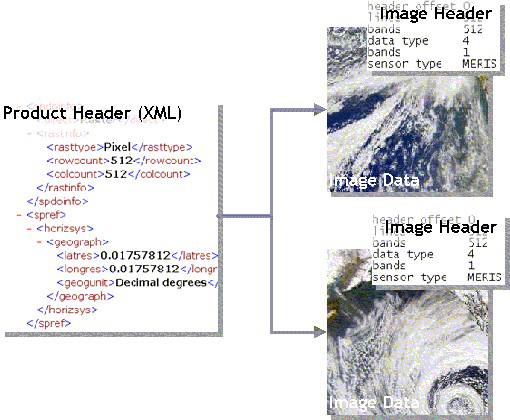 Product Header (XML)
- <rastinfo>
<rasttype>Pixel</rasttype>
<rowcount>512</rowcount>
<colcount>512</colcount>
</rastinfo>
</spdoinfo>
- <spref>
- <horizsys>
- <geograph>
<latres>0.01757812</latres>
<longres>0.01757812</longr
<geogunit>Decimal degrees</
</geograph>
</horizsys>
</spref>
header offset 0
Image Header
512
bands 512
data type 4
bands 1
sensor type MERIS
Image Data
header offset 0
Image Header
bands 512
data type 4
bands 1
sensor type MERIS
Image Data